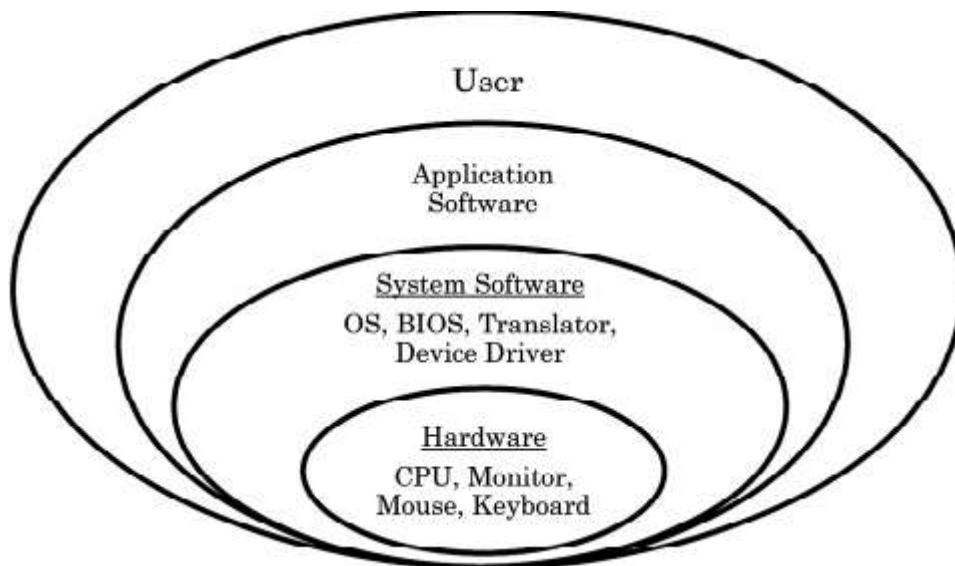 User
Application
Software
System Software
OS, BIOS, Translator,
Device Driver
Hardware
CPU, Monitor,
Mouse, Keyboard